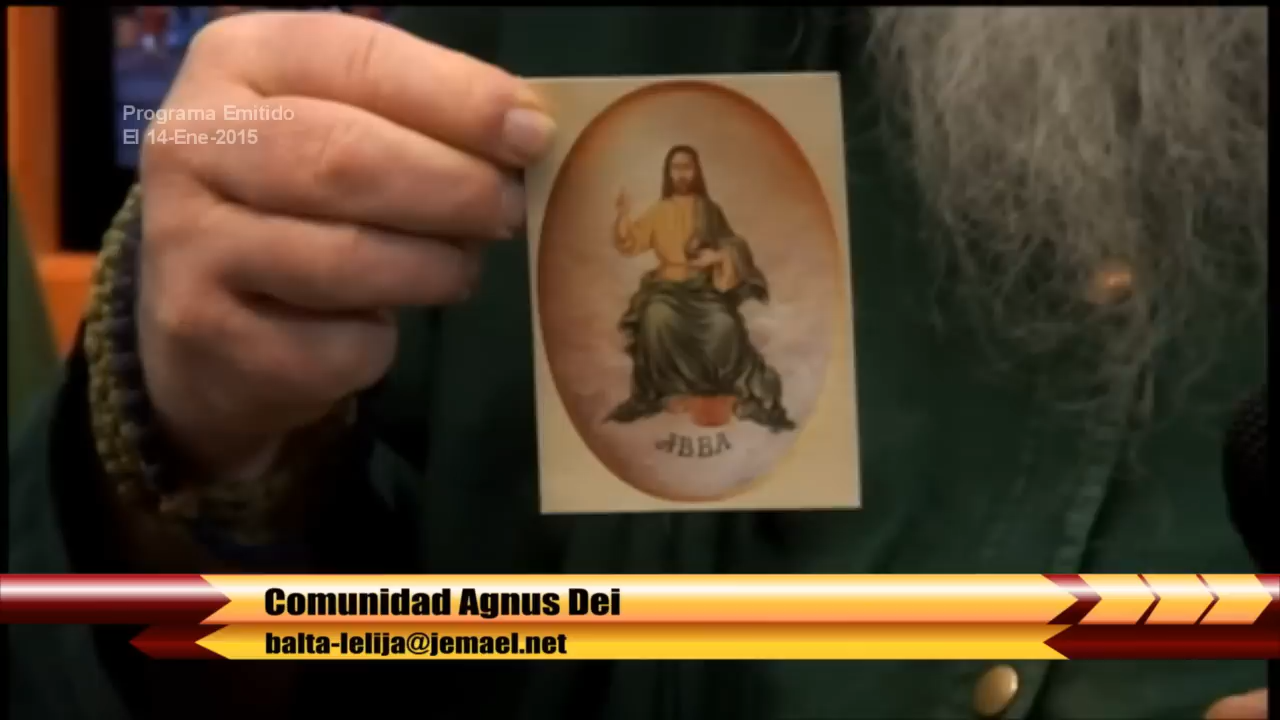 Programa Emitido
El 14-Ene-2015
ABBA
Comunidad Agnus Dei
balta-lelija@jemael.net